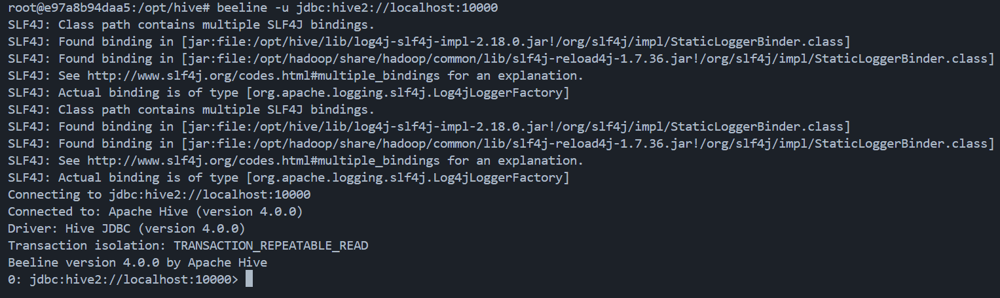 root@e97a8b94daa5:/opt/hive# beeline -u jdbc:hive2://localhost:10000
SLF4J: Class path contains multiple SLF4J bindings.
SLF4J: Found binding in [jar:file:/opt/hive/lib/log4j-slf4j-impl-2.18.0.jar!/org/slf4j/impl/StaticLoggerBinder.class]
SLF4J: Found binding in [jar:file:/opt/hadoop/share/hadoop/common/lib/slf4j-reload4j-1.7.36.jar!/org/slf4j/impl/StaticLoggerBinder.class]
SLF4J: See http://www.slf4j.org/codes.html#multiple_bindings for an explanation.
SLF4J: Actual binding is of type [org.apache.logging.slf4j.Log4jLoggerFactory]
SLF4J: Class path contains multiple SLF4J bindings.
SLF4J: Found binding in [jar:file:/opt/hive/lib/log4j-slf4j-impl-2.18.0.jar!/org/slf4j/impl/StaticLoggerBinder.class]
SLF4J: Found binding in [jar:file:/opt/hadoop/share/hadoop/common/lib/slf4j-reload4j-1.7.36.jar!/org/slf4j/impl/StaticLoggerBinder.class]
SLF4J: See http://www.slf4j.org/codes.html#multiple_bindings for an explanation.
SLF4J: Actual binding is of type [org.apache.logging.slf4j.Log4jLoggerFactory]
Connecting to jdbc:hive2://localhost:10000
Connected to: Apache Hive (version 4.0.0)
Driver: Hive JDBC (version 4.0.0)
Transaction isolation: TRANSACTION_REPEATABLE_READ
Beeline version 4.0.0 by Apache Hive
0: jdbc:hive2://localhost:10000>